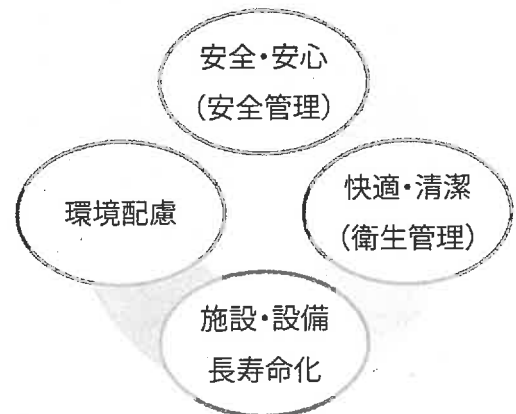 安全・安心
(安全管理)
環境配慮
快適・清潔
(衛生管理)
施設・設備
長寿命化